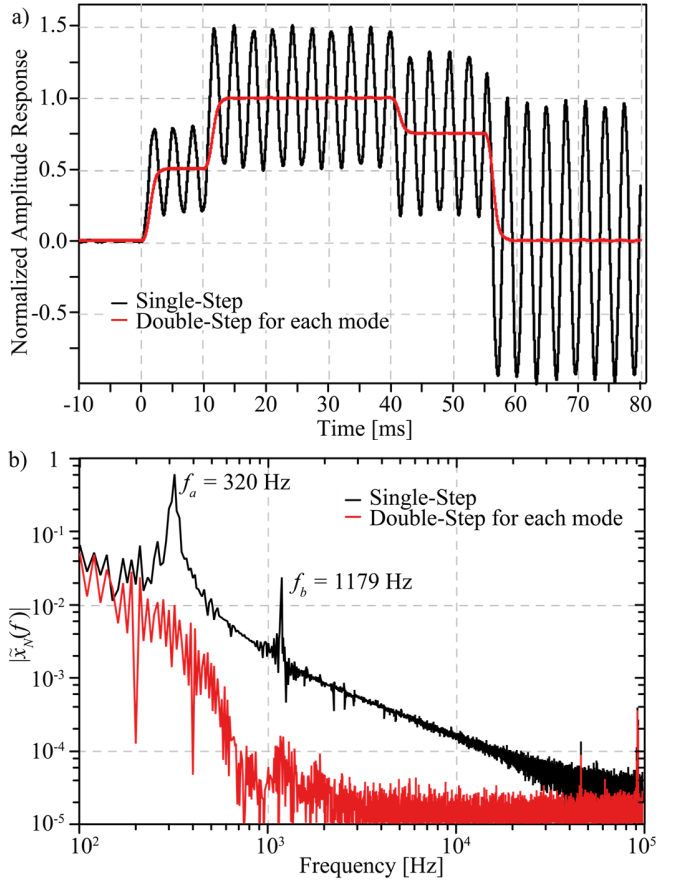 a)
1.5
1.0
0.5
0.0
-0.5
Normalized Amplitude Response
Single-Step
Double-Step for each mode
-10 0 10 20 30 40 50 60 70 80
Time [ms]
b)
1
10⁻¹
10⁻²
10⁻³
10⁻⁴
10⁻⁵
|x̃_N(f)|
f_a = 320 Hz
Single-Step
Double-Step for each mode
f_b = 1179 Hz
10² 10³ 10⁴ 10⁵
Frequency [Hz]